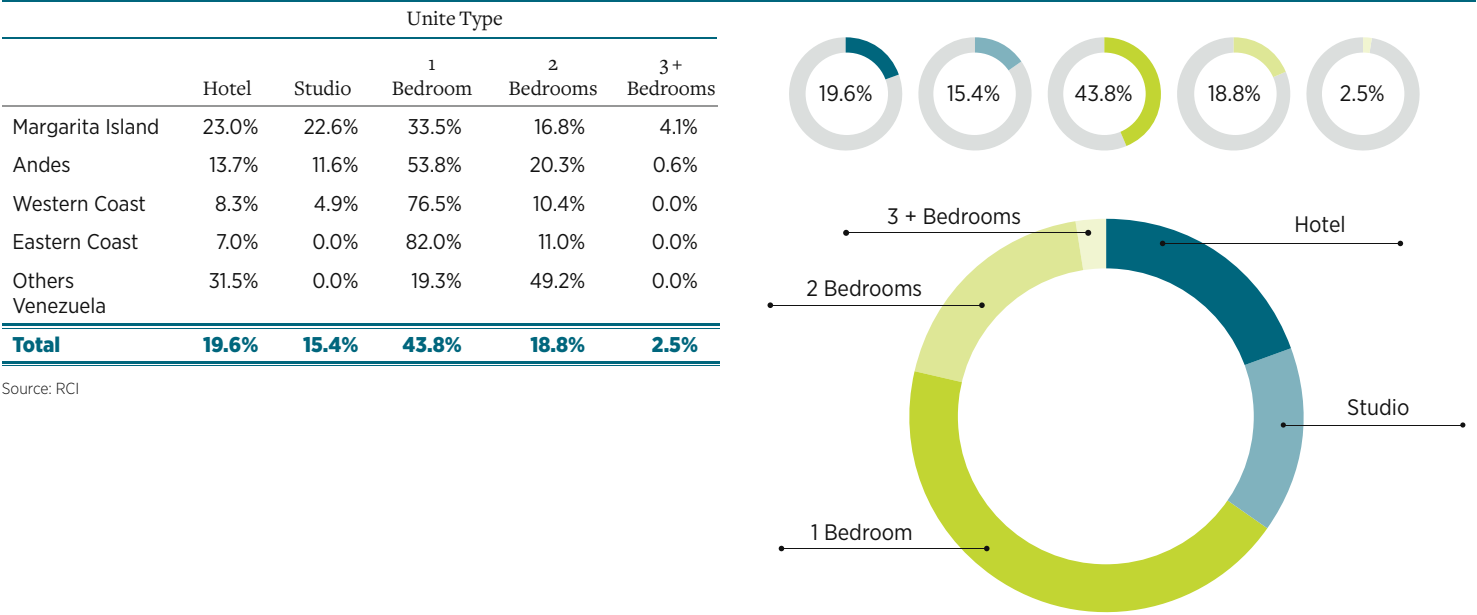 Unite Type
Hotel Studio 1 Bedroom 2 Bedrooms 3+ Bedrooms
Margarita Island 23.0% 22.6% 33.5% 16.8% 4.1%
Andes 13.7% 11.6% 53.8% 20.3% 0.6%
Western Coast 8.3% 4.9% 76.5% 10.4% 0.0%
Eastern Coast 7.0% 0.0% 82.0% 11.0% 0.0%
Others 31.5% 0.0% 19.3% 49.2% 0.0%
Venezuela
Total 19.6% 15.4% 43.8% 18.8% 2.5%
Source: RCI
19.6% 15.4% 43.8% 18.8% 2.5%
3 + Bedrooms
Hotel
2 Bedrooms
Studio
1 Bedroom